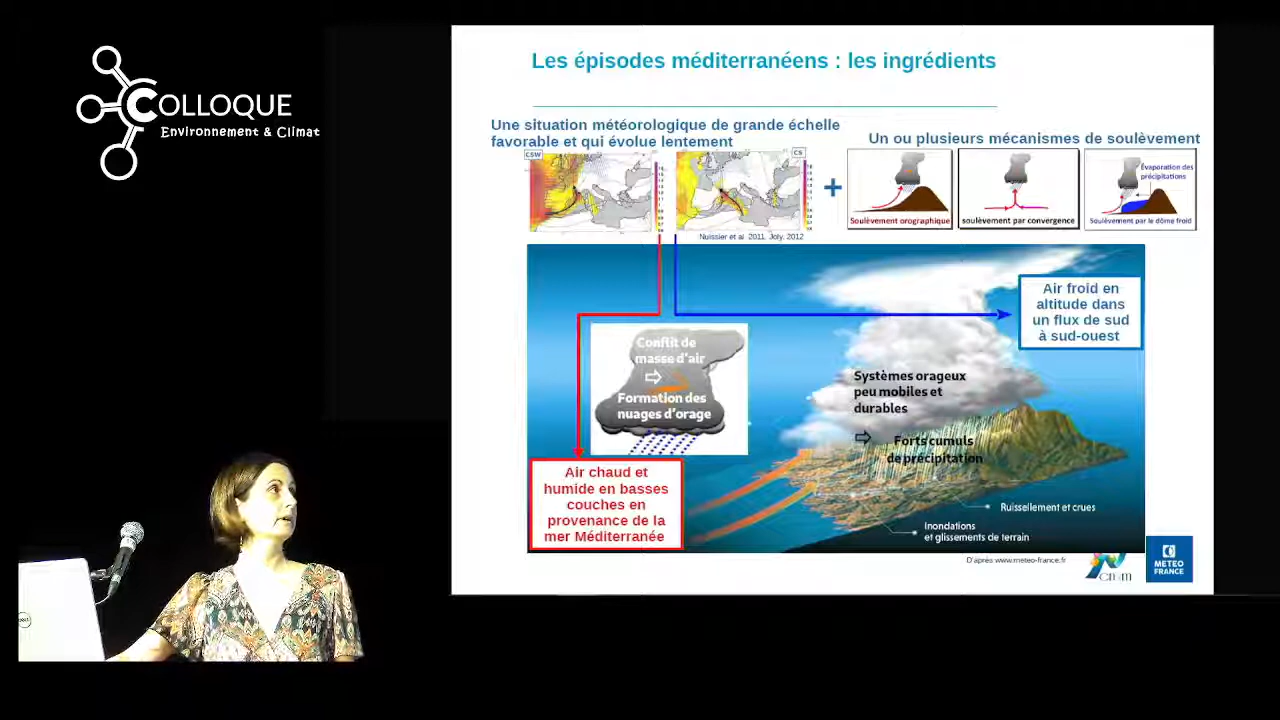 COLLOQUE
Environnement & Climat
Les épisodes méditerranéens : les ingrédients
Une situation météorologique de grande échelle
favorable et qui évolue lentement
Un ou plusieurs mécanismes de soulèvement
CSW
CS
+
Évaporation des
précipitations
Soulèvement orographique
soulèvement par convergence
Soulèvement par le dôme froid
Nuissier et al. 2011, Joly, 2012
Air froid en
altitude dans
un flux de sud
à sud-ouest
Conflit de
masse d'air
⇨
Formation des
nuages d'orage
Systèmes orageux
peu mobiles et
durables
⇨ Forts cumuls
de précipitation
Air chaud et
humide en basses
couches en
provenance de la
mer Méditerranée
Ruissellement et crues
Inondations
et glissements de terrain
D'après www.meteo-france.fr
METEO
FRANCE
DELL